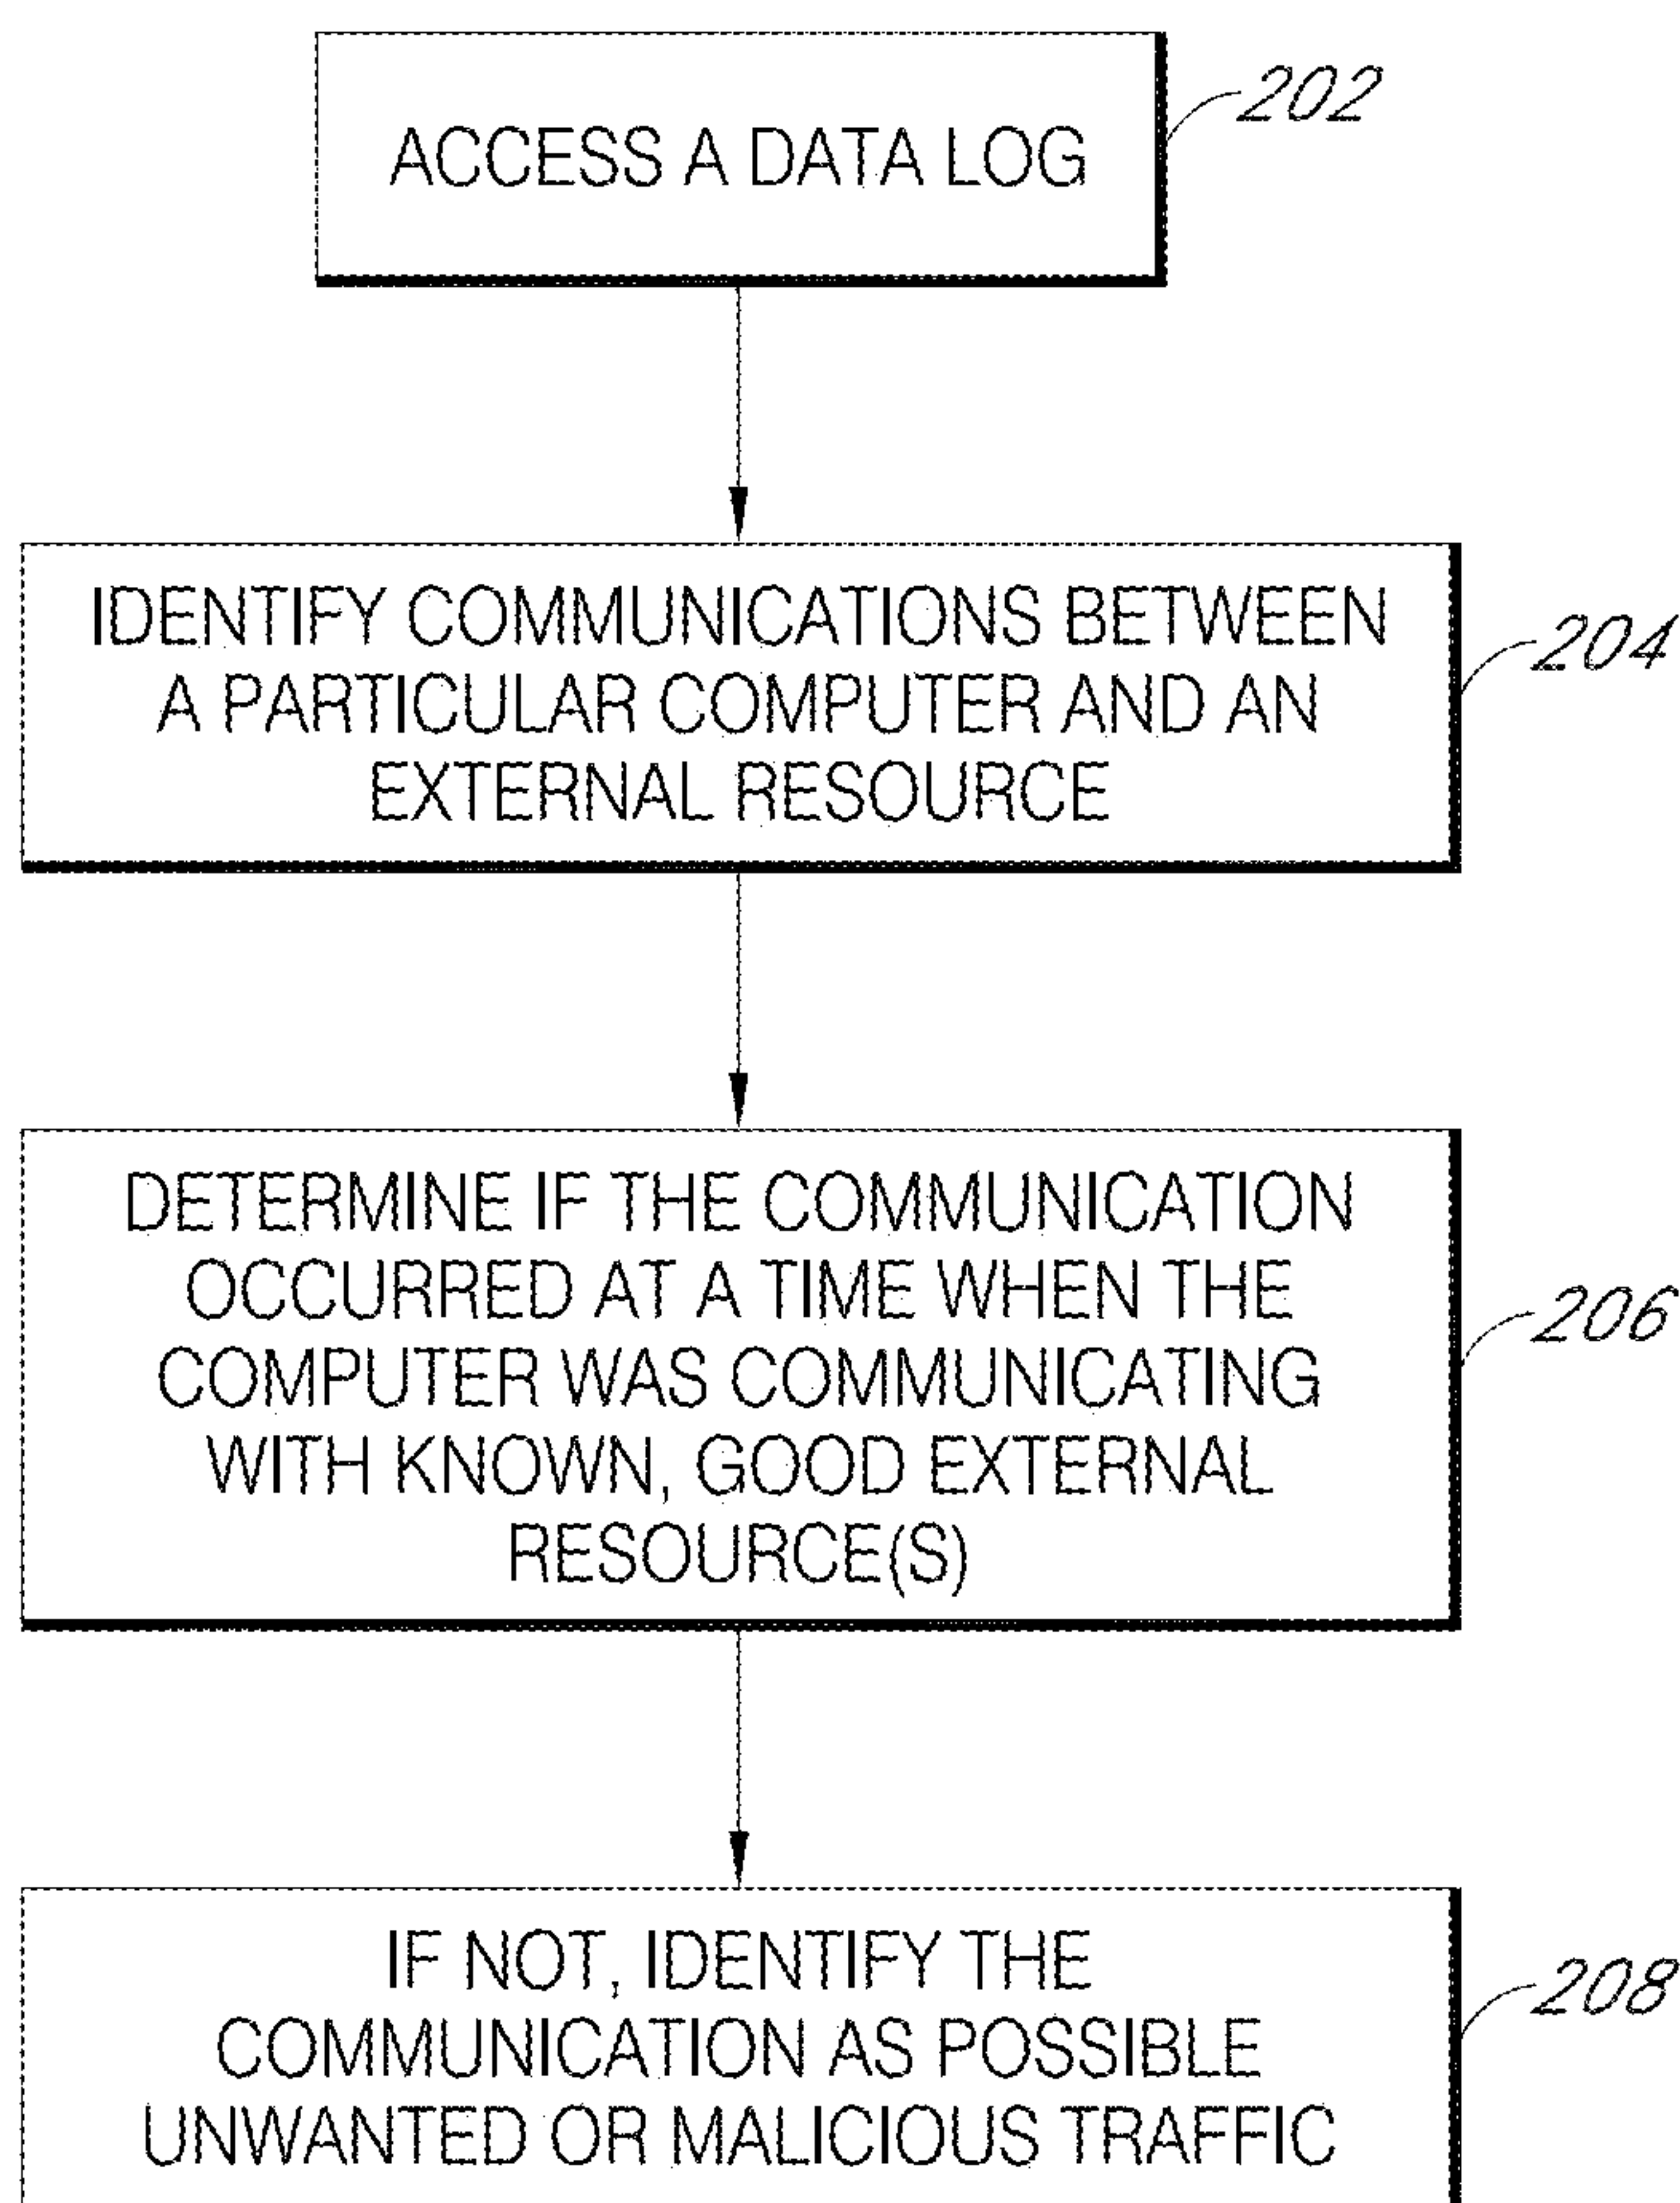 ACCESS A DATA LOG
202
IDENTIFY COMMUNICATIONS BETWEEN
A PARTICULAR COMPUTER AND AN
EXTERNAL RESOURCE
204
DETERMINE IF THE COMMUNICATION
OCCURRED AT A TIME WHEN THE
COMPUTER WAS COMMUNICATING
WITH KNOWN, GOOD EXTERNAL
RESOURCE(S)
206
IF NOT, IDENTIFY THE
COMMUNICATION AS POSSIBLE
UNWANTED OR MALICIOUS TRAFFIC
208